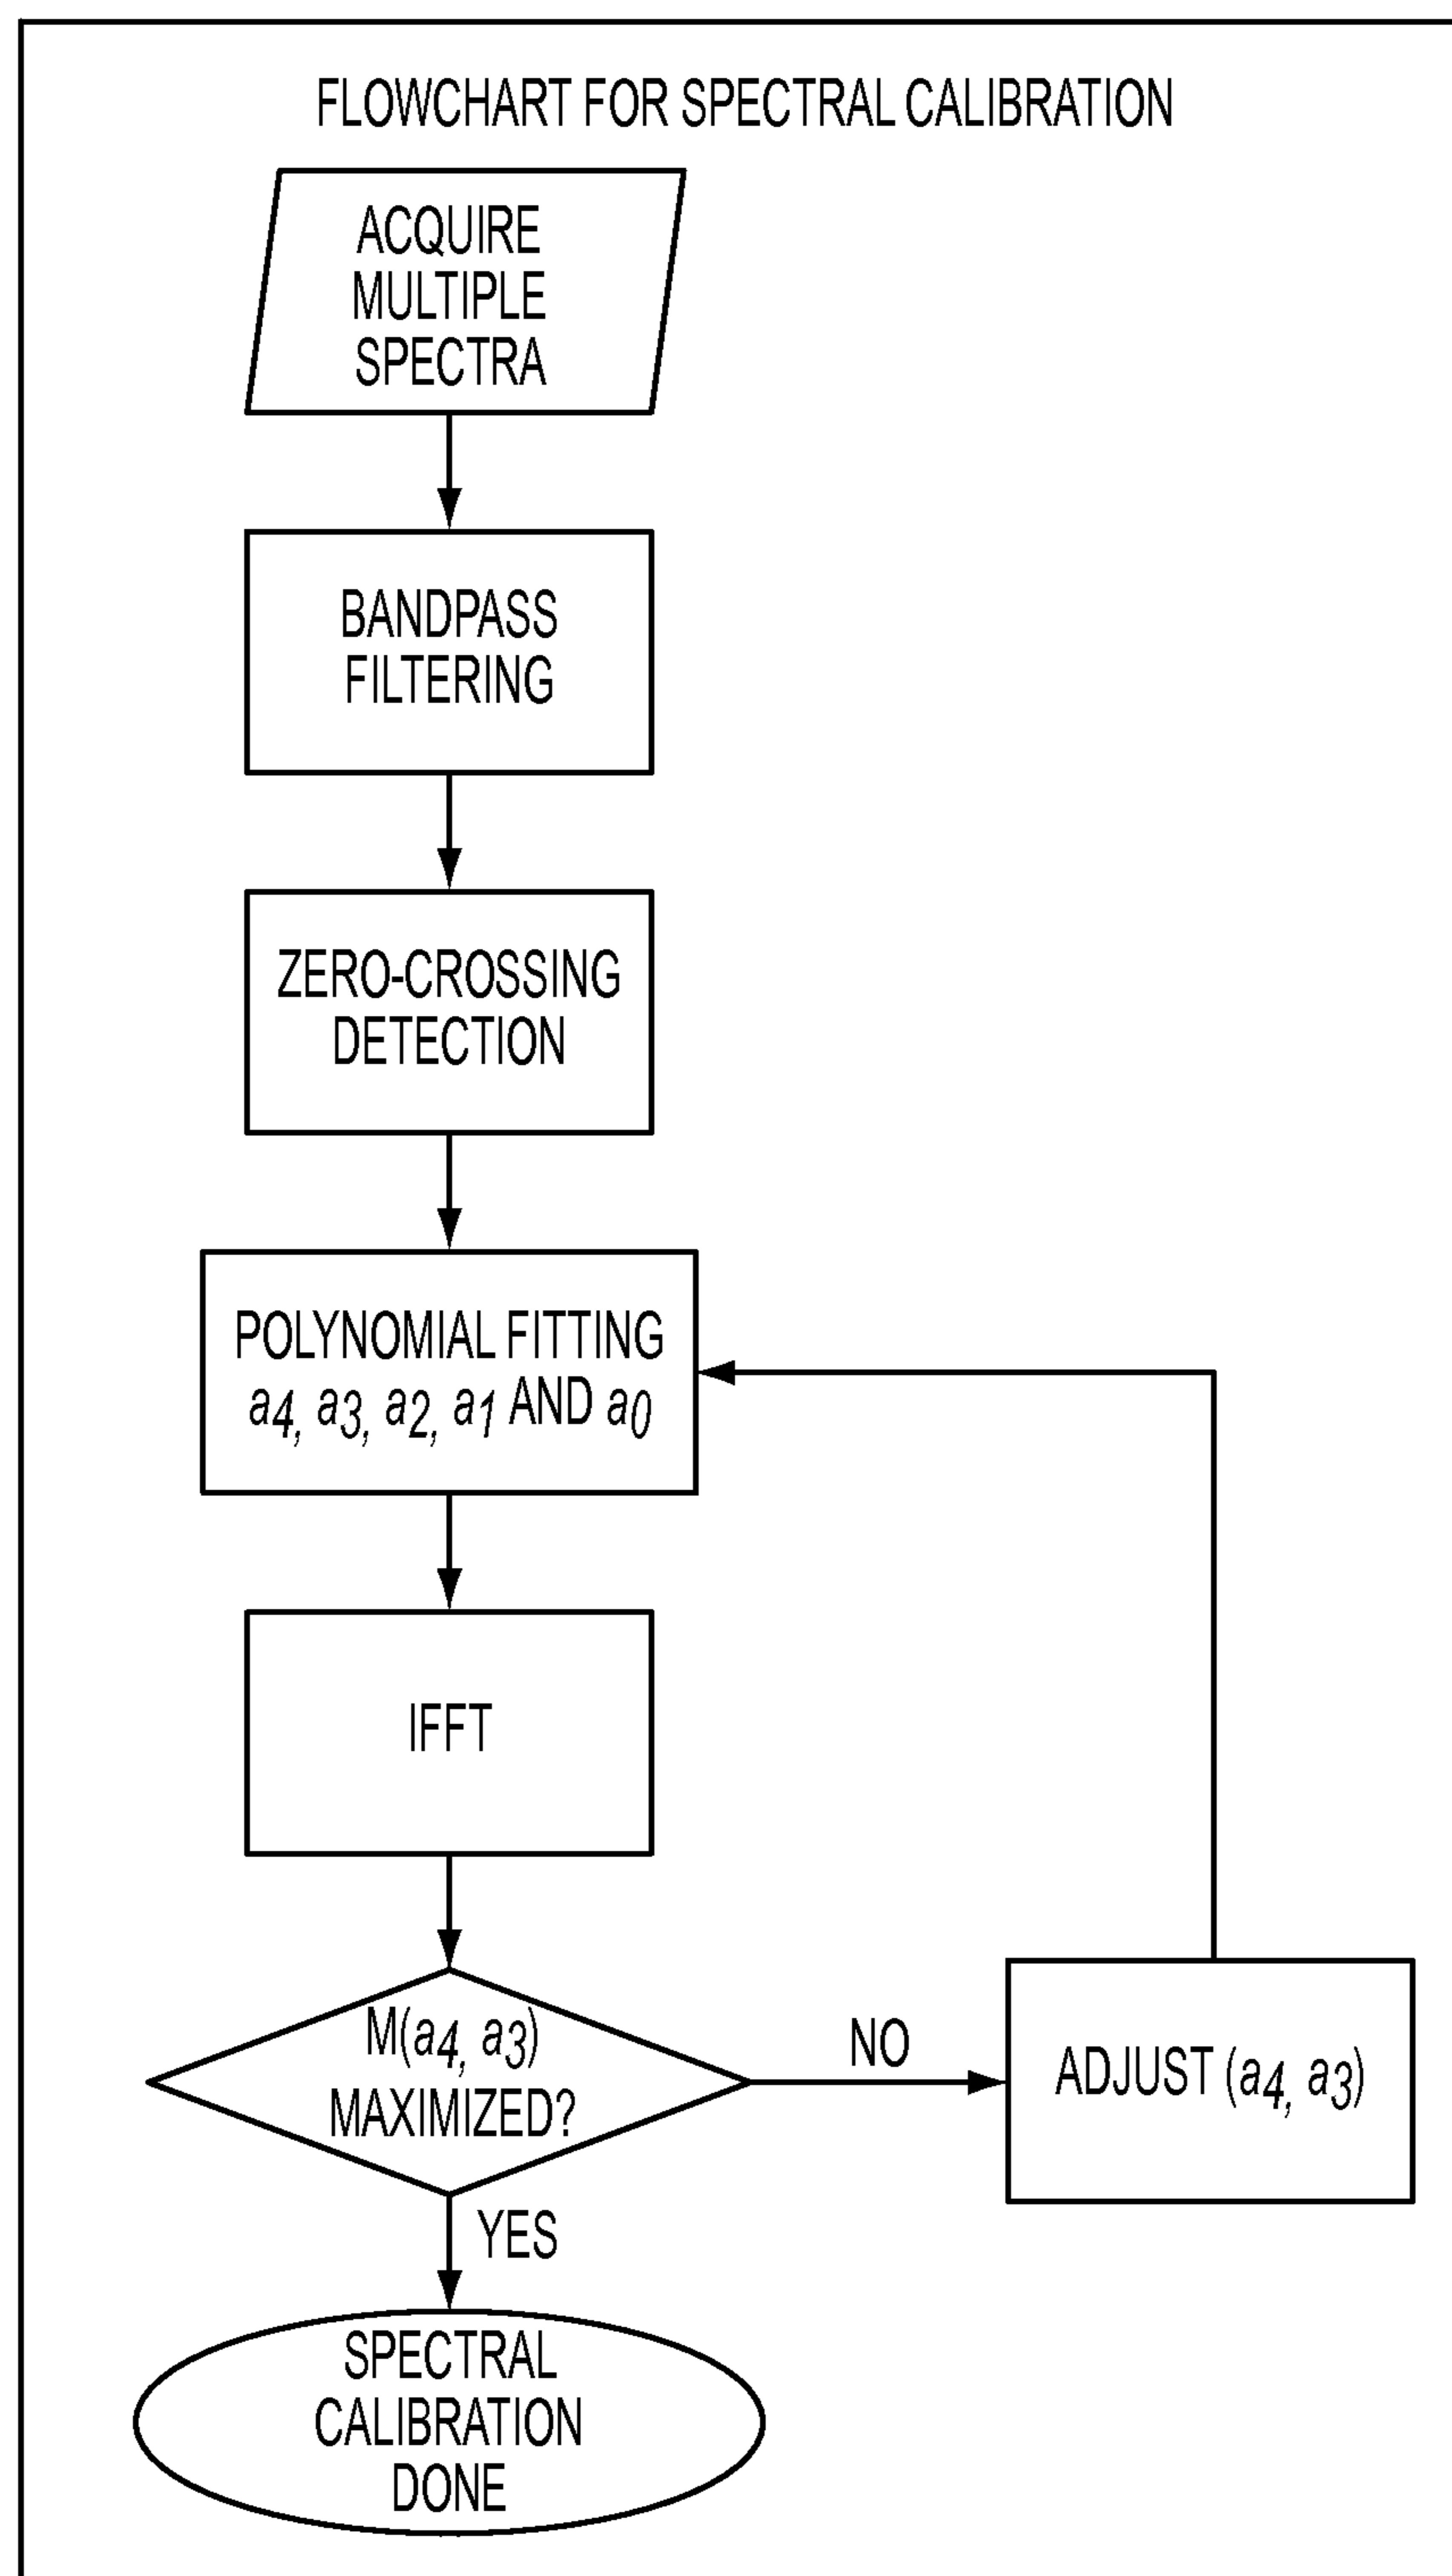 FLOWCHART FOR SPECTRAL CALIBRATION
ACQUIRE
MULTIPLE
SPECTRA
BANDPASS
FILTERING
ZERO-CROSSING
DETECTION
POLYNOMIAL FITTING
a4, a3, a2, a1 AND a0
IFFT
M(a4, a3)
MAXIMIZED?
NO
ADJUST (a4, a3)
YES
SPECTRAL
CALIBRATION
DONE